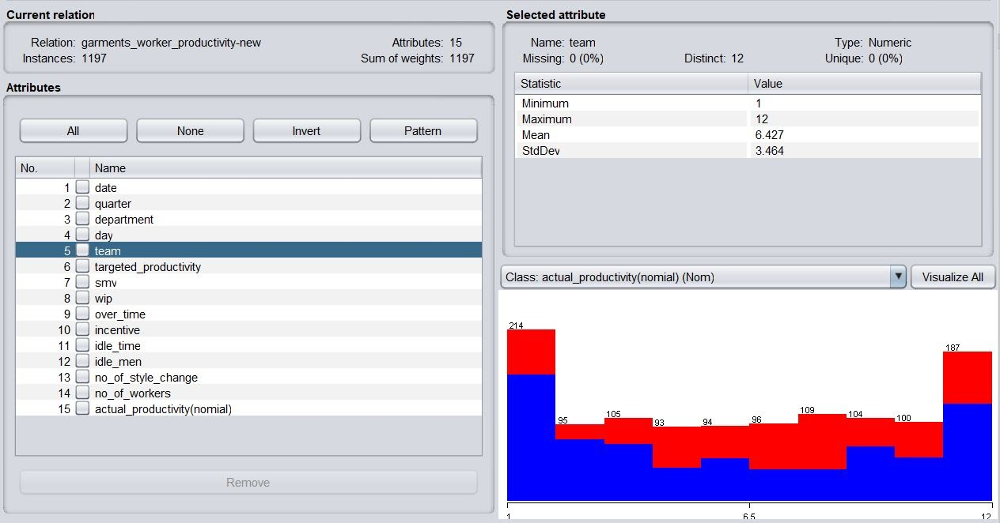 Current relation
Relation: garments_worker_productivity-new
Attributes: 15
Instances: 1197
Sum of weights: 1197
Attributes
All
None
Invert
Pattern
No.
Name
1 date
2 quarter
3 department
4 day
5 team
6 targeted_productivity
7 smv
8 wip
9 over_time
10 incentive
11 idle_time
12 idle_men
13 no_of_style_change
14 no_of_workers
15 actual_productivity(nomial)
Remove
Selected attribute
Name: team
Type: Numeric
Missing: 0 (0%)
Distinct: 12
Unique: 0 (0%)
Statistic
Value
Minimum 1
Maximum 12
Mean 6.427
StdDev 3.464
Class: actual_productivity(nomial) (Nom)
Visualize All
214
95
105
93
94
96
109
104
100
187
1
6.5
12